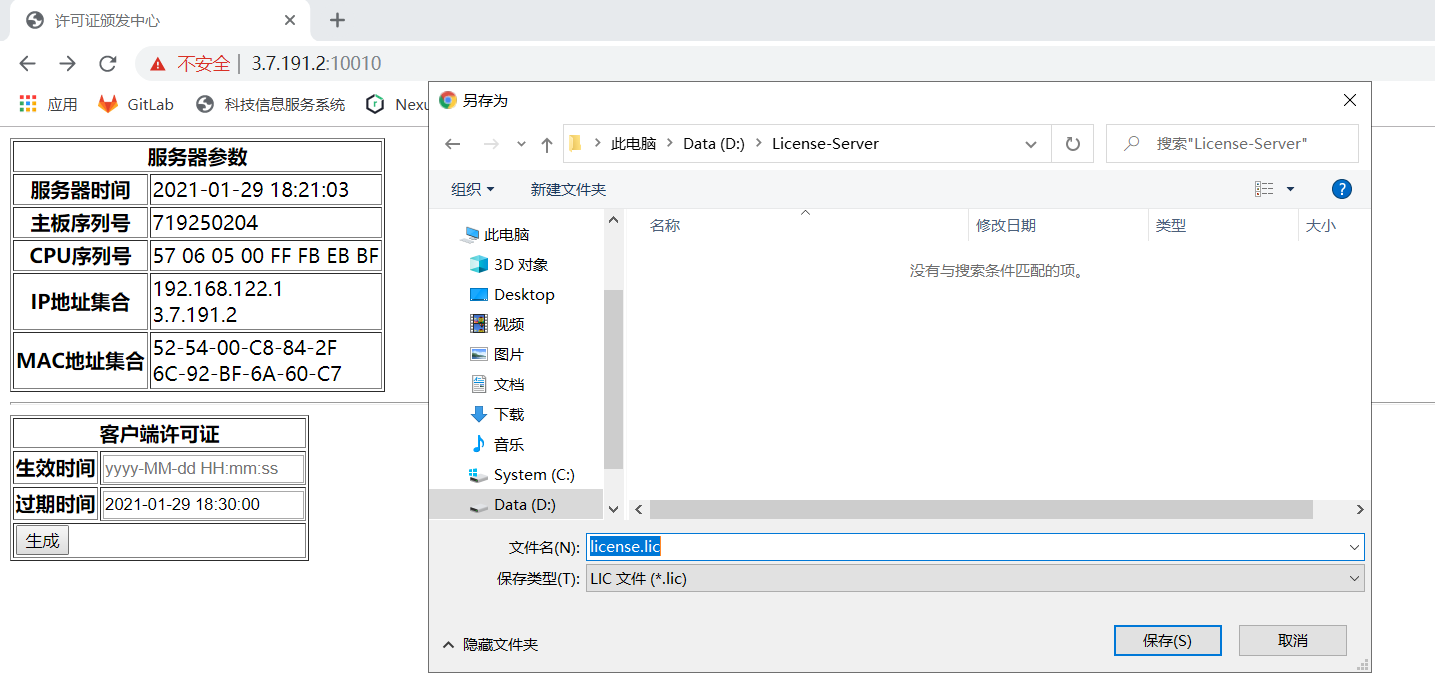 许可证颁发中心
不安全 | 3.7.191.2:10010
应用 GitLab 科技信息服务系统 Nexu
服务器参数
服务器时间 2021-01-29 18:21:03
主板序列号 719250204
CPU序列号 57 06 05 00 FF FB EB BF
IP地址集合 192.168.122.1
3.7.191.2
MAC地址集合 52-54-00-C8-84-2F
6C-92-BF-6A-60-C7
客户端许可证
生效时间 yyyy-MM-dd HH:mm:ss
过期时间 2021-01-29 18:30:00
生成
另存为
此电脑 Data (D:) License-Server 搜索"License-Server"
组织 新建文件夹 ?
名称 修改日期 类型 大小
没有与搜索条件匹配的项。
此电脑
3D 对象
Desktop
视频
图片
文档
下载
音乐
System (C:)
Data (D:)
文件名(N): license.lic
保存类型(T): LIC 文件 (*.lic)
隐藏文件夹 保存(S) 取消